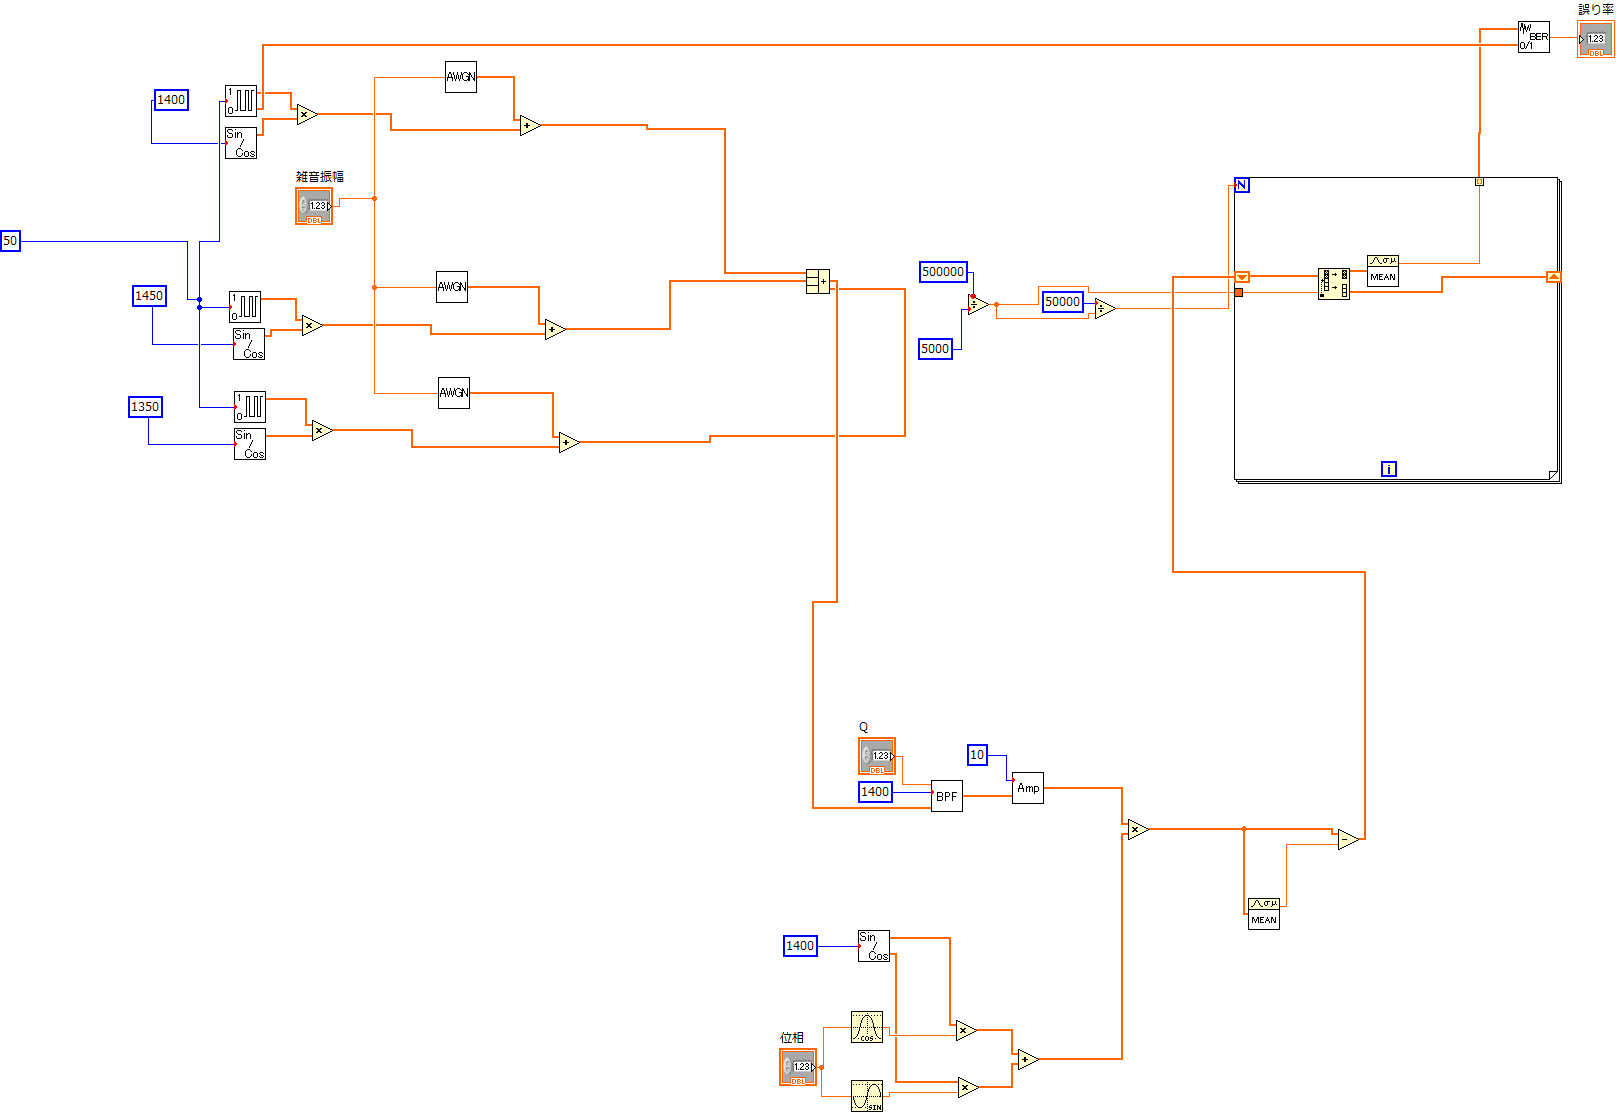 誤り率
BER
0/1
1.23
DBL
AWGN
1400
1
0
Sin
Cos
雑音振幅
1.23
DBL
50
500000
N
MEAN
AWGN
1450
1
0
50000
Sin
Cos
5000
AWGN
1350
1
0
Sin
Cos
i
Q
1.23
DBL
10
1400
BPF
Amp
MEAN
1400
Sin
Cos
COS
位相
1.23
DBL
SIN